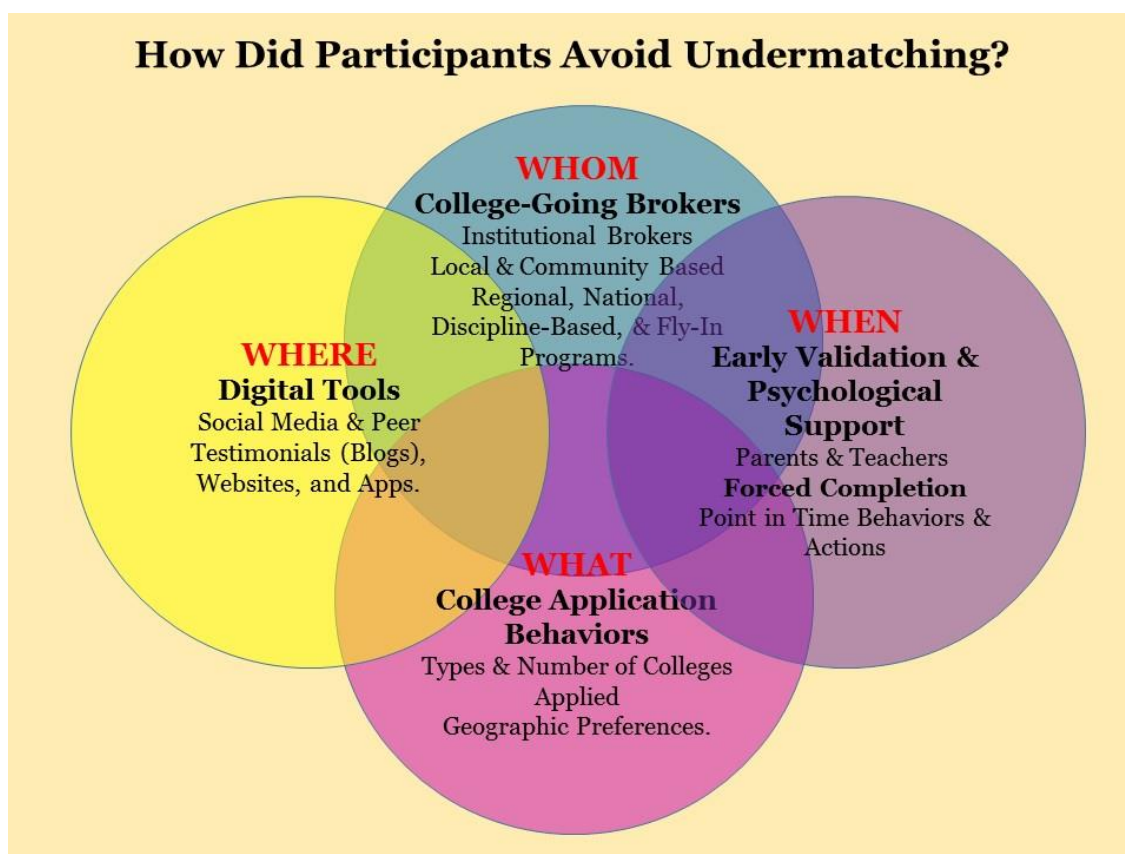 How Did Participants Avoid Undermatching?
WHOM
College-Going Brokers
Institutional Brokers
Local & Community Based
Regional, National,
Discipline-Based, & Fly-In
Programs.
WHERE
Digital Tools
Social Media & Peer
Testimonials (Blogs),
Websites, and Apps.
WHEN
Early Validation &
Psychological
Support
Parents & Teachers
Forced Completion
Point in Time Behaviors &
Actions
WHAT
College Application
Behaviors
Types & Number of Colleges
Applied
Geographic Preferences.